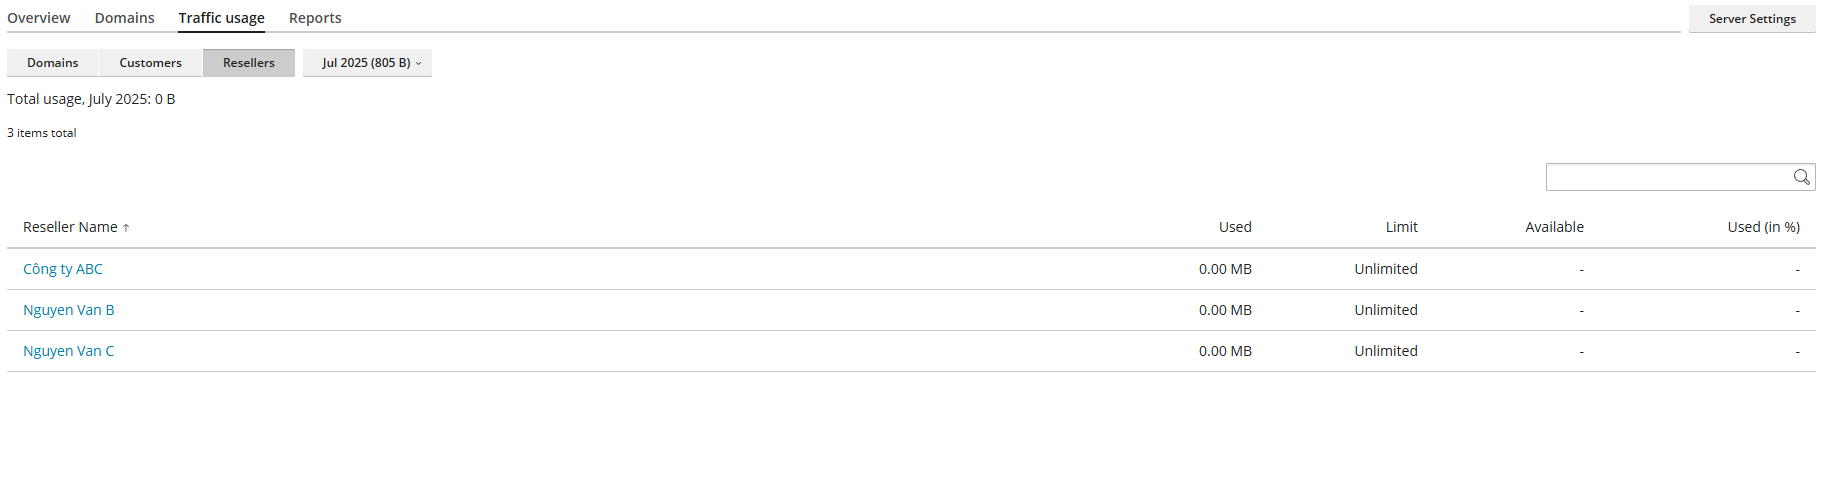 Overview Domains Traffic usage Reports Server Settings
Domains Customers Resellers Jul 2025 (805 B)
Total usage, July 2025: 0 B
3 items total
Reseller Name ↑ Used Limit Available Used (in %)
Công ty ABC 0.00 MB Unlimited - -
Nguyen Van B 0.00 MB Unlimited - -
Nguyen Van C 0.00 MB Unlimited - -